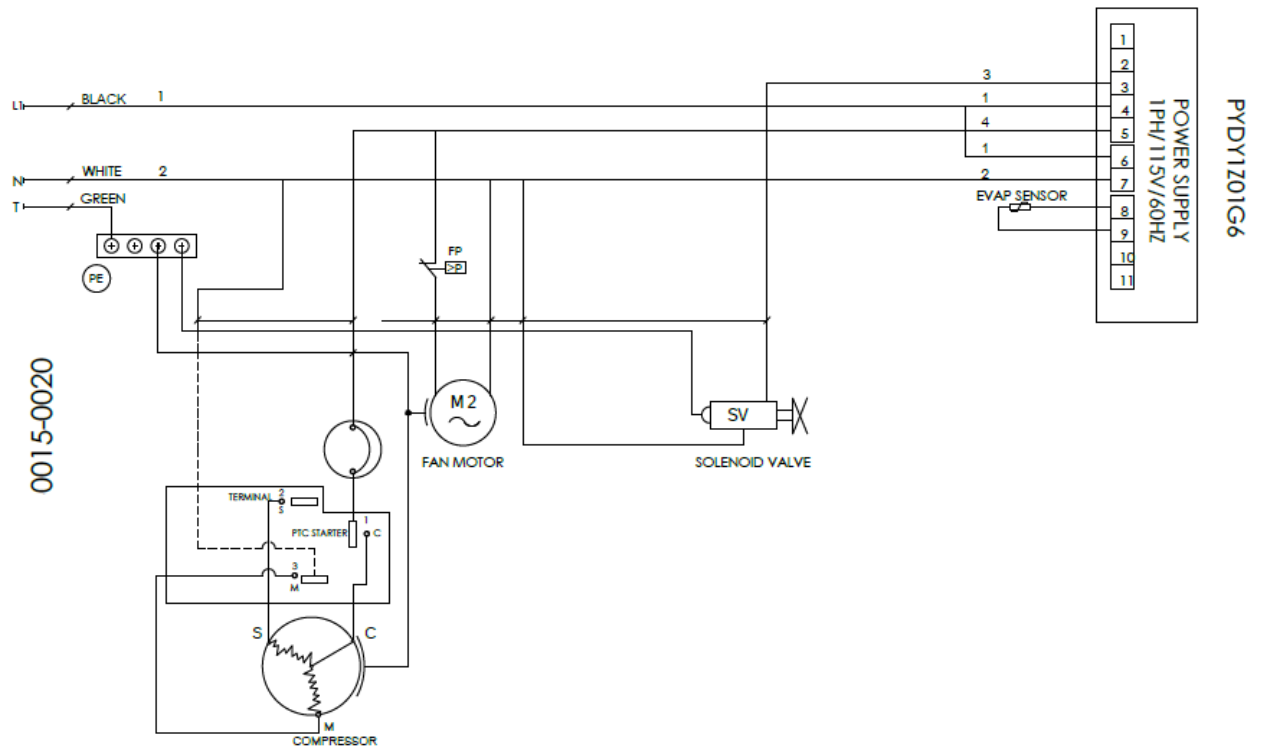 L1
BLACK
1
N
WHITE
2
T
GREEN
PE
0015-0020
3
1
4
1
2
EVAP SENSOR
1
2
3
4
5
6
7
8
9
10
11
POWER SUPPLY
1PH/115V/60HZ
PYDY1Z01G6
FP
>P
M2
FAN MOTOR
SV
SOLENOID VALVE
TERMINAL
2
S
PTC STARTER
1
C
3
M
S
C
M
COMPRESSOR